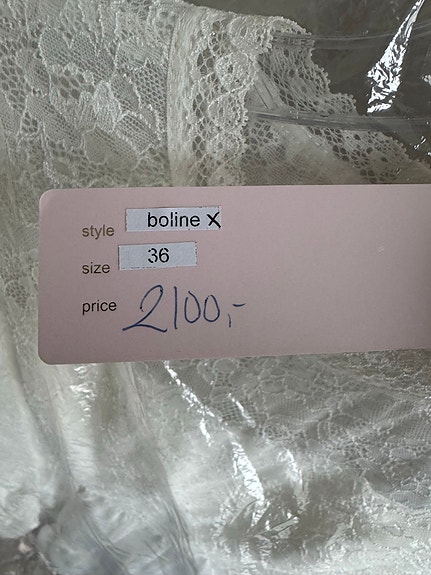 style boline X
size 36
price 2100,-